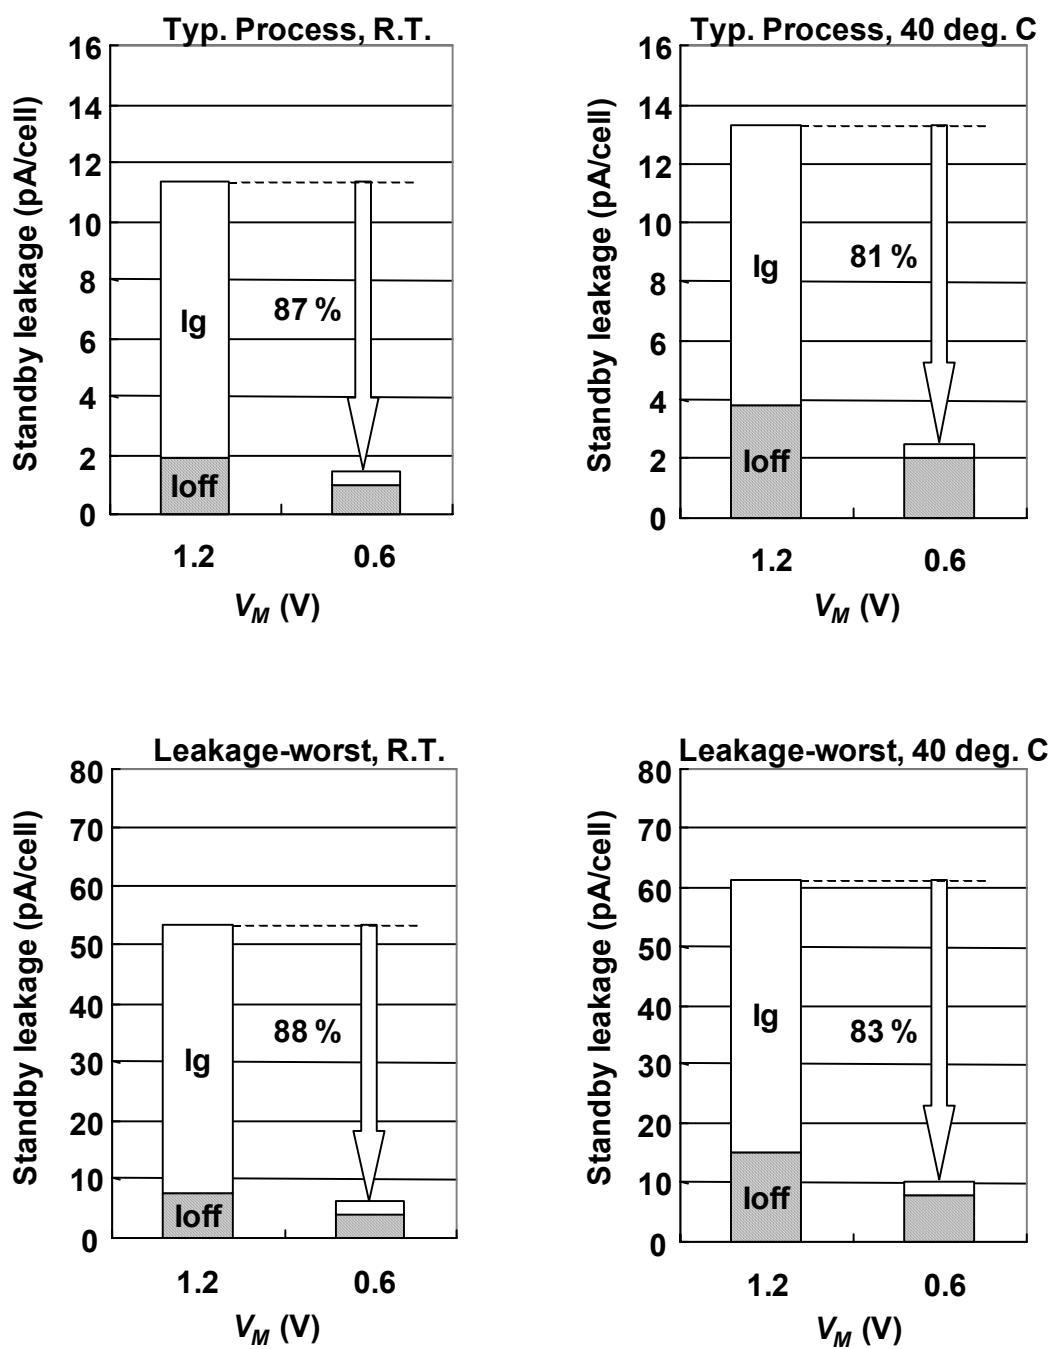 Typ. Process, R.T.
Standby leakage (pA/cell)
16
14
12
10
8
6
4
2
0
Ig
Ioff
87 %
1.2
0.6
V_M (V)
Typ. Process, 40 deg. C
Standby leakage (pA/cell)
16
14
12
10
8
6
4
2
0
Ig
Ioff
81 %
1.2
0.6
V_M (V)
Leakage-worst, R.T.
Standby leakage (pA/cell)
80
70
60
50
40
30
20
10
0
Ig
Ioff
88 %
1.2
0.6
V_M (V)
Leakage-worst, 40 deg. C
Standby leakage (pA/cell)
80
70
60
50
40
30
20
10
0
Ig
Ioff
83 %
1.2
0.6
V_M (V)